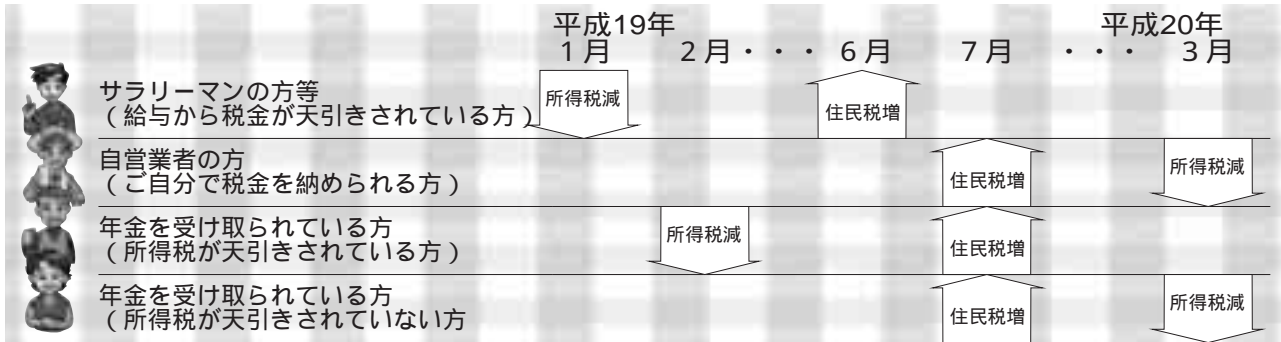 平成19年 平成20年
1月 2月・・・6月 7月 ・・・ 3月
サラリーマンの方等
（給与から税金が天引きされている方）
所得税減 住民税増
自営業者の方
（ご自分で税金を納められる方）
住民税増 所得税減
年金を受け取られている方
（所得税が天引きされている方）
所得税減 住民税増
年金を受け取られている方
（所得税が天引きされていない方
住民税増 所得税減